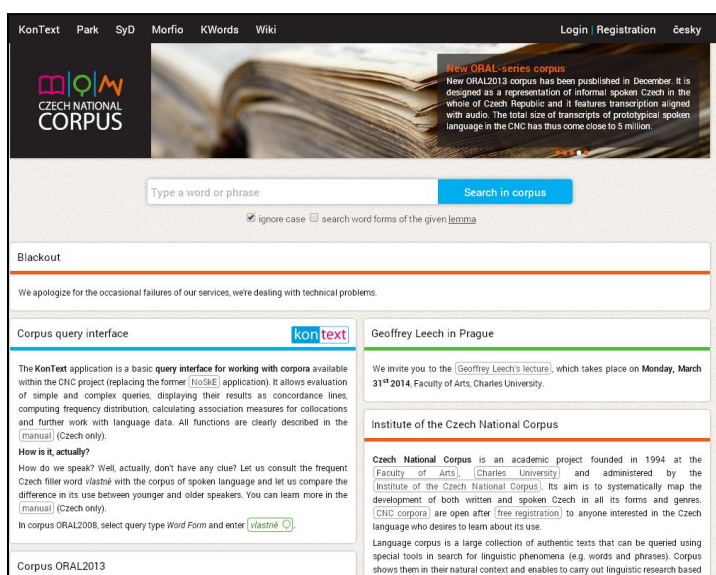 KonText Park SyD Morfio KWords Wiki Login | Registration česky
CZECH NATIONAL
CORPUS
New ORAL-series corpus
New ORAL2013 corpus has been pusblished in December. It is
designed as a representation of informal spoken Czech in the
whole of Czech Republic and it features transcription aligned
with audio. The total size of transcripts of prototypical spoken
language in the CNC has thus come close to 5 million.
Type a word or phrase Search in corpus
ignore case search word forms of the given lemma
Blackout
We apologize for the occasional failures of our services, we're dealing with technical problems.
Corpus query interface kontext
The KonText application is a basic query interface for working with corpora available
within the CNC project (replacing the former NoSkE application). It allows evaluation
of simple and complex queries, displaying their results as concordance lines,
computing frequency distribution, calculating association measures for collocations
and further work with language data. All functions are clearly described in the
manual (Czech only).
How is it, actually?
How do we speak? Well, actually, don't have any clue? Let us consult the frequent
Czech filler word vlastně with the corpus of spoken language and let us compare the
difference in its use between younger and older speakers. You can learn more in the
manual (Czech only).
In corpus ORAL2008, select query type Word Form and enter vlastně.
Corpus ORAL2013
Geoffrey Leech in Prague
We invite you to the Geoffrey Leech's lecture, which takes place on Monday, March
31st 2014, Faculty of Arts, Charles University.
Institute of the Czech National Corpus
Czech National Corpus is an academic project founded in 1994 at the
Faculty of Arts, Charles University and administered by the
Institute of the Czech National Corpus. Its aim is to systematically map the
development of both written and spoken Czech in all its forms and genres.
CNC corpora are open after free registration to anyone interested in the Czech
language who desires to learn about its use.
Language corpus is a large collection of authentic texts that can be queried using
special tools in search for linguistic phenomena (e.g. words and phrases). Corpus
shows them in their natural context and enables to carry out linguistic research based